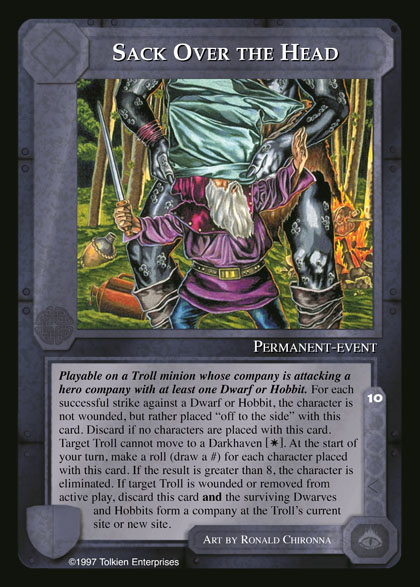 SACK OVER THE HEAD
PERMANENT-EVENT
Playable on a Troll minion whose company is attacking a
hero company with at least one Dwarf or Hobbit. For each
successful strike against a Dwarf or Hobbit, the character is
not wounded, but rather placed "off to the side" with this
card. Discard if no characters are placed with this card.
Target Troll cannot move to a Darkhaven [✷]. At the start of
your turn, make a roll (draw a #) for each character placed
with this card. If the result is greater than 8, the character is
eliminated. If target Troll is wounded or removed from
active play, discard this card and the surviving Dwarves
and Hobbits form a company at the Troll's current
site or new site.
10
ART BY RONALD CHIRONNA
©1997 Tolkien Enterprises